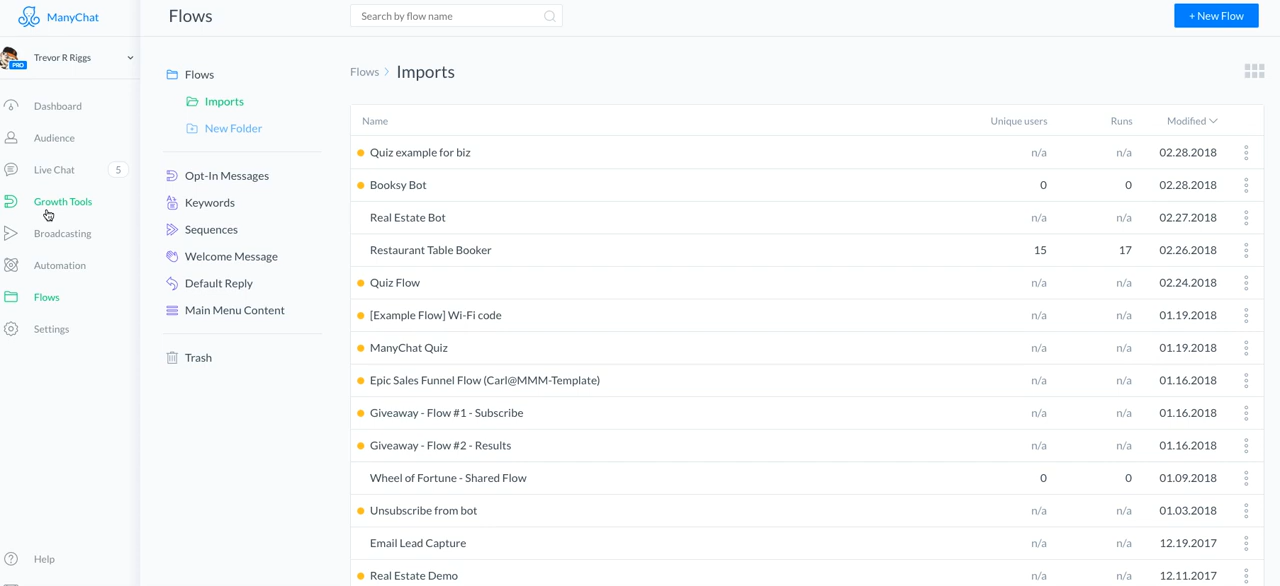 ManyChat
Flows
Search by flow name
+ New Flow
PRO
Trevor R Riggs
Dashboard
Audience
Live Chat
5
Growth Tools
Broadcasting
Automation
Flows
Settings
Help
Flows
Imports
New Folder
Opt-In Messages
Keywords
Sequences
Welcome Message
Default Reply
Main Menu Content
Trash
Flows > Imports
Name Unique users Runs Modified
Quiz example for biz n/a n/a 02.28.2018
Booksy Bot 0 0 02.28.2018
Real Estate Bot n/a n/a 02.27.2018
Restaurant Table Booker 15 17 02.26.2018
Quiz Flow n/a n/a 02.24.2018
[Example Flow] Wi-Fi code n/a n/a 01.19.2018
ManyChat Quiz n/a n/a 01.19.2018
Epic Sales Funnel Flow (Carl@MMM-Template) n/a n/a 01.16.2018
Giveaway - Flow #1 - Subscribe n/a n/a 01.16.2018
Giveaway - Flow #2 - Results n/a n/a 01.16.2018
Wheel of Fortune - Shared Flow 0 0 01.09.2018
Unsubscribe from bot n/a n/a 01.03.2018
Email Lead Capture n/a n/a 12.19.2017
Real Estate Demo n/a n/a 12.11.2017